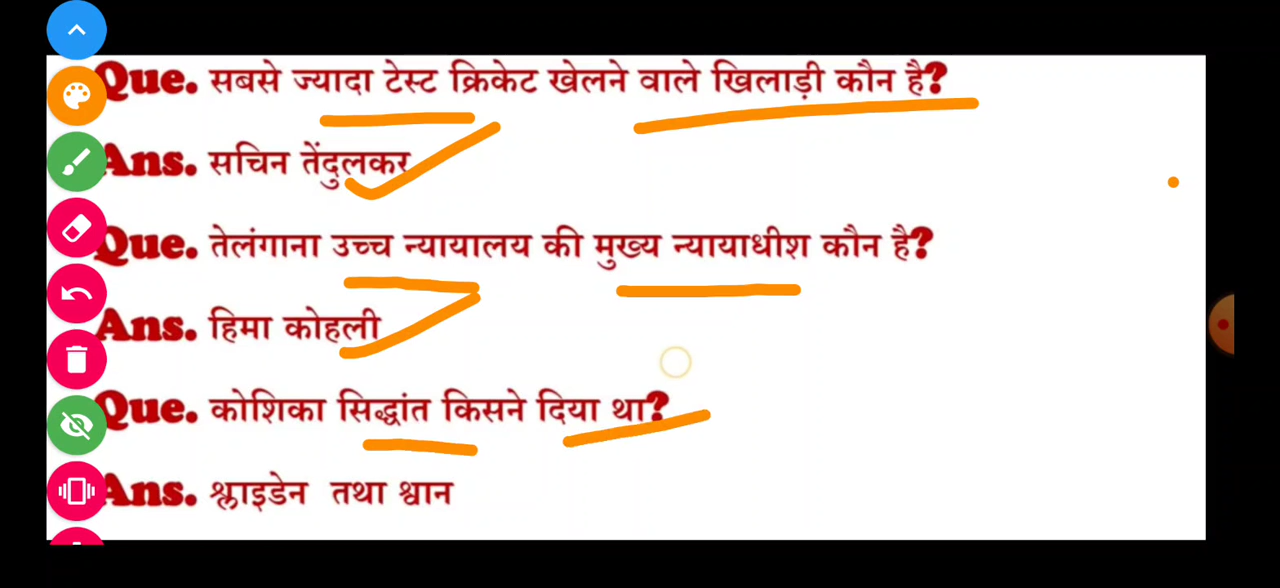 Que. सबसे ज्यादा टेस्ट क्रिकेट खेलने वाले खिलाड़ी कौन है?
Ans. सचिन तेंदुलकर
Que. तेलंगाना उच्च न्यायालय की मुख्य न्यायाधीश कौन है?
Ans. हिमा कोहली
Que. कोशिका सिद्धांत किसने दिया था?
Ans. श्लाइडेन तथा श्वान